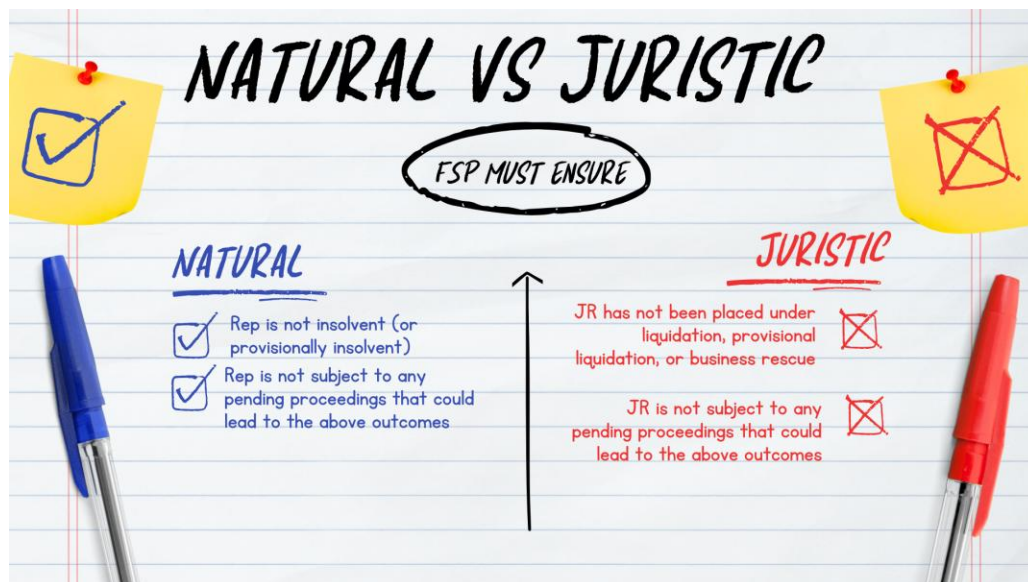 NATURAL VS JURISTIC
FSP MUST ENSURE
NATURAL
Rep is not insolvent (or
provisionally insolvent)
Rep is not subject to any
pending proceedings that could
lead to the above outcomes
JURISTIC
JR has not been placed under
liquidation, provisional
liquidation, or business rescue
JR is not subject to any
pending proceedings that could
lead to the above outcomes